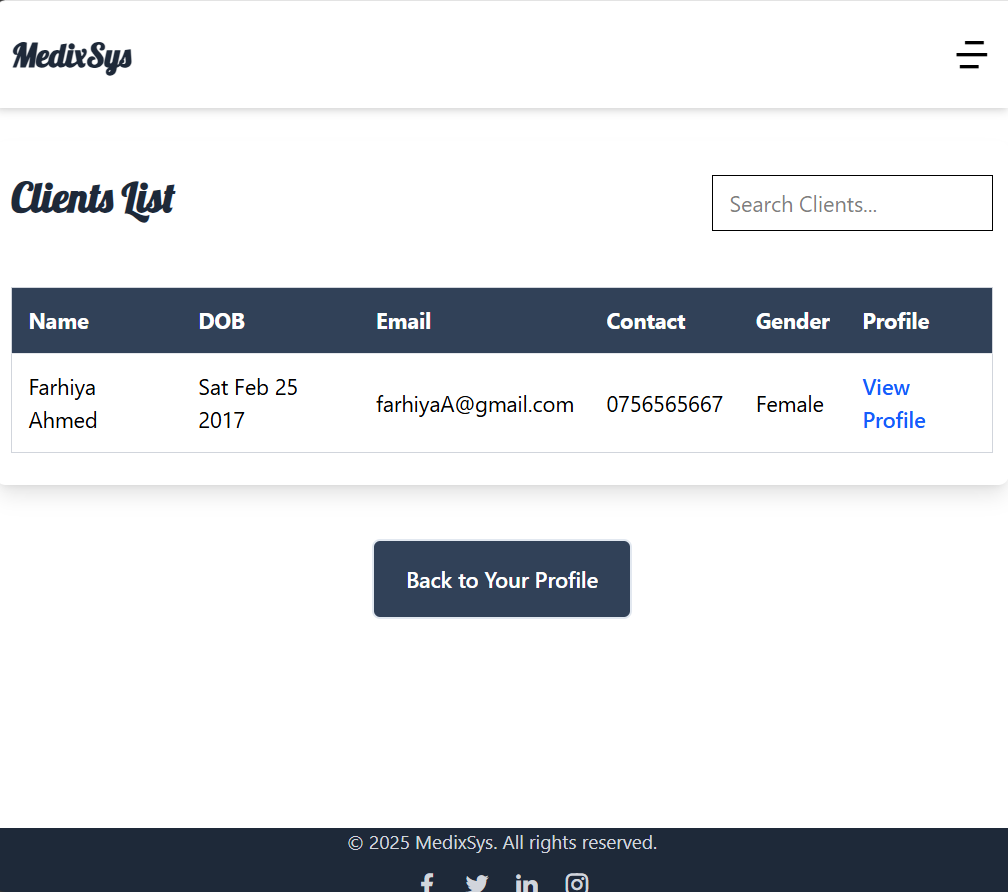 MedixSys
Clients List
Search Clients...
Name DOB Email Contact Gender Profile
Farhiya Ahmed Sat Feb 25 2017 farhiyaA@gmail.com 0756565667 Female View Profile
Back to Your Profile
© 2025 MedixSys. All rights reserved.